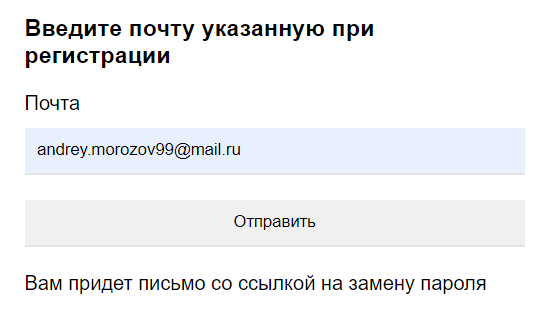 Введите почту указанную при
регистрации
Почта
andrey.morozov99@mail.ru
Отправить
Вам придет письмо со ссылкой на замену пароля